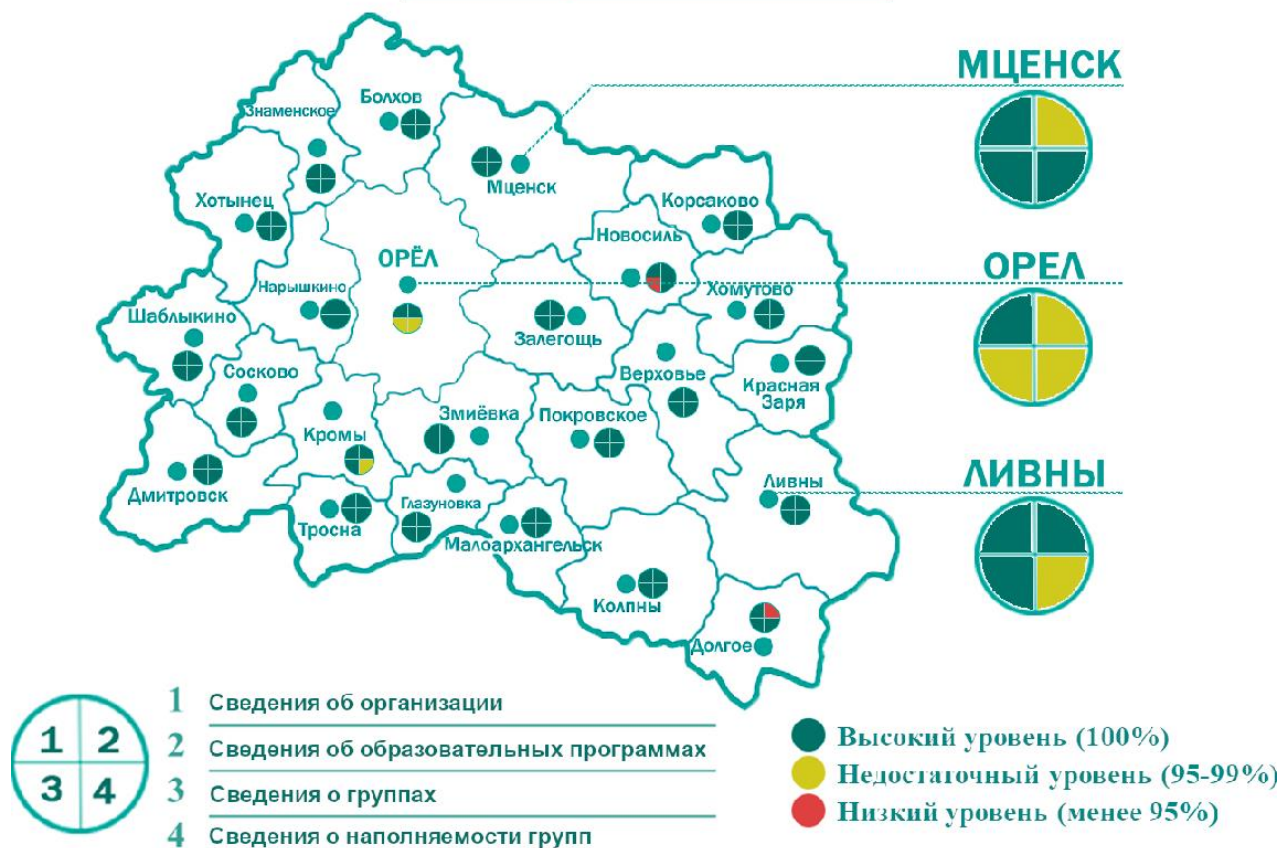 МЦЕНСК
Болхов
Знаменское
Мценск
Хотынец
Корсаково
Новосиль
ОРЁЛ
ОРЕЛ
Нарышкино
Хомутово
Шаблыкино
Залегощь
Сосково
Верховье
Красная
Заря
Змиёвка
Покровское
Кромы
ЛИВНЫ
Ливны
Дмитровск
Глазуновка
Тросна
Малоархангельск
Колпны
Долгое
1 2
3 4
1 Сведения об организации
2 Сведения об образовательных программах
3 Сведения о группах
4 Сведения о наполняемости групп
Высокий уровень (100%)
Недостаточный уровень (95-99%)
Низкий уровень (менее 95%)